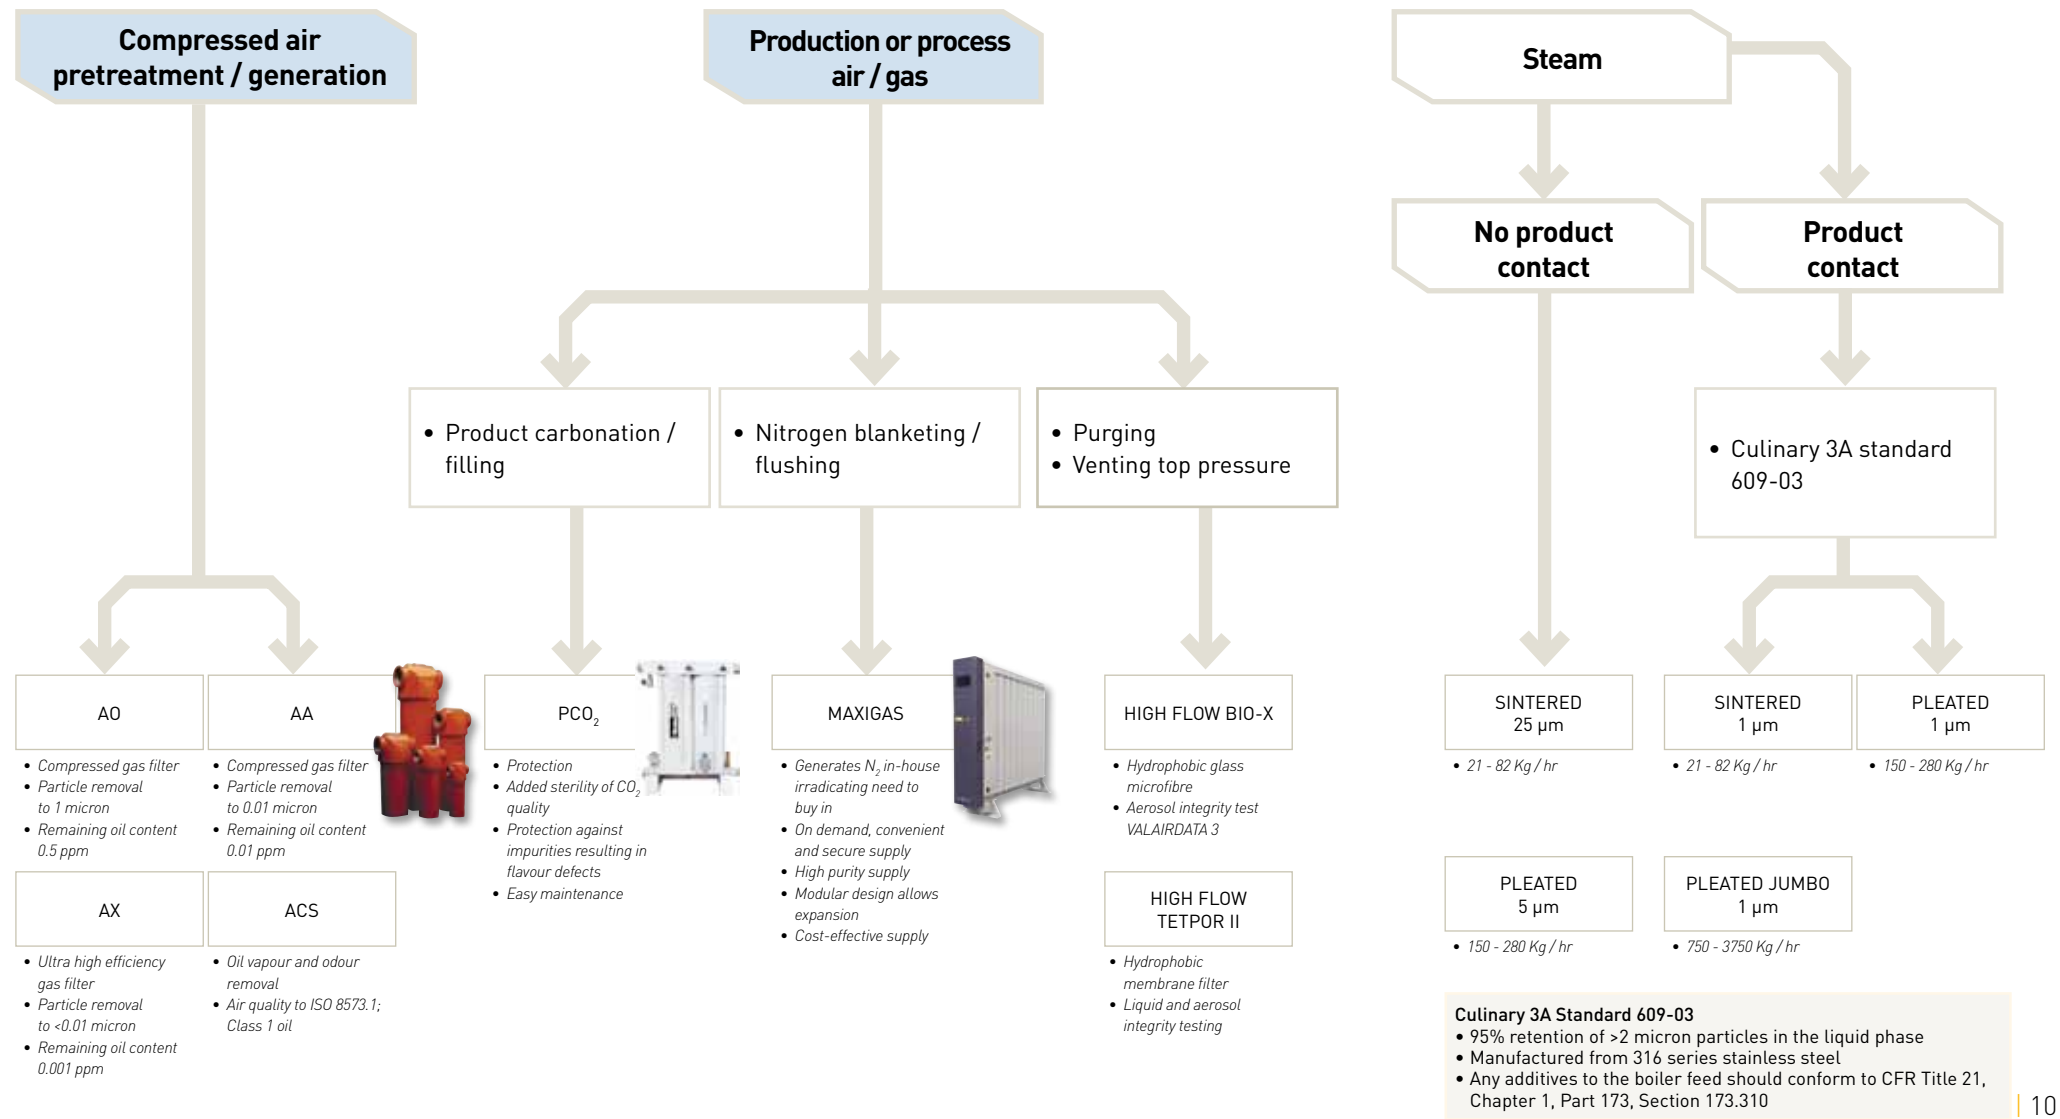 Compressed air
pretreatment / generation
Production or process
air / gas
Steam
No product
contact
Product
contact
• Product carbonation /
filling
• Nitrogen blanketing /
flushing
• Purging
• Venting top pressure
• Culinary 3A standard
609-03
AO
• Compressed gas filter
• Particle removal
to 1 micron
• Remaining oil content
0.5 ppm
AA
• Compressed gas filter
• Particle removal
to 0.01 micron
• Remaining oil content
0.01 ppm
AX
• Ultra high efficiency
gas filter
• Particle removal
to <0.01 micron
• Remaining oil content
0.001 ppm
ACS
• Oil vapour and odour
removal
• Air quality to ISO 8573.1;
Class 1 oil
PCO₂
• Protection
• Added sterility of CO₂
quality
• Protection against
impurities resulting in
flavour defects
• Easy maintenance
MAXIGAS
• Generates N₂ in-house
irradicating need to
buy in
• On demand, convenient
and secure supply
• High purity supply
• Modular design allows
expansion
• Cost-effective supply
HIGH FLOW BIO-X
• Hydrophobic glass
microfibre
• Aerosol integrity test
VALAIRDATA 3
HIGH FLOW
TETPOR II
• Hydrophobic
membrane filter
• Liquid and aerosol
integrity testing
SINTERED
25 µm
• 21 - 82 Kg / hr
SINTERED
1 µm
• 21 - 82 Kg / hr
PLEATED
1 µm
• 150 - 280 Kg / hr
PLEATED
5 µm
• 150 - 280 Kg / hr
PLEATED JUMBO
1 µm
• 750 - 3750 Kg / hr
Culinary 3A Standard 609-03
• 95% retention of >2 micron particles in the liquid phase
• Manufactured from 316 series stainless steel
• Any additives to the boiler feed should conform to CFR Title 21,
Chapter 1, Part 173, Section 173.310
| 10